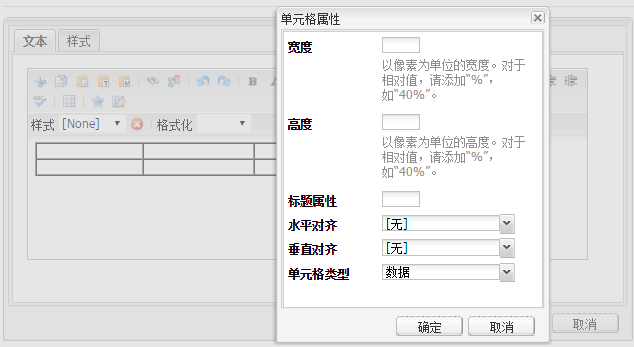 单元格属性
文本 样式
宽度
以像素为单位的宽度。对于
相对值，请添加“%”，
如“40%”。
B
样式 [None] 格式化
高度
以像素为单位的高度。对于
相对值，请添加“%”，
如“40%”。
标题属性
水平对齐 [无]
垂直对齐 [无]
单元格类型 数据
确定 取消
取消